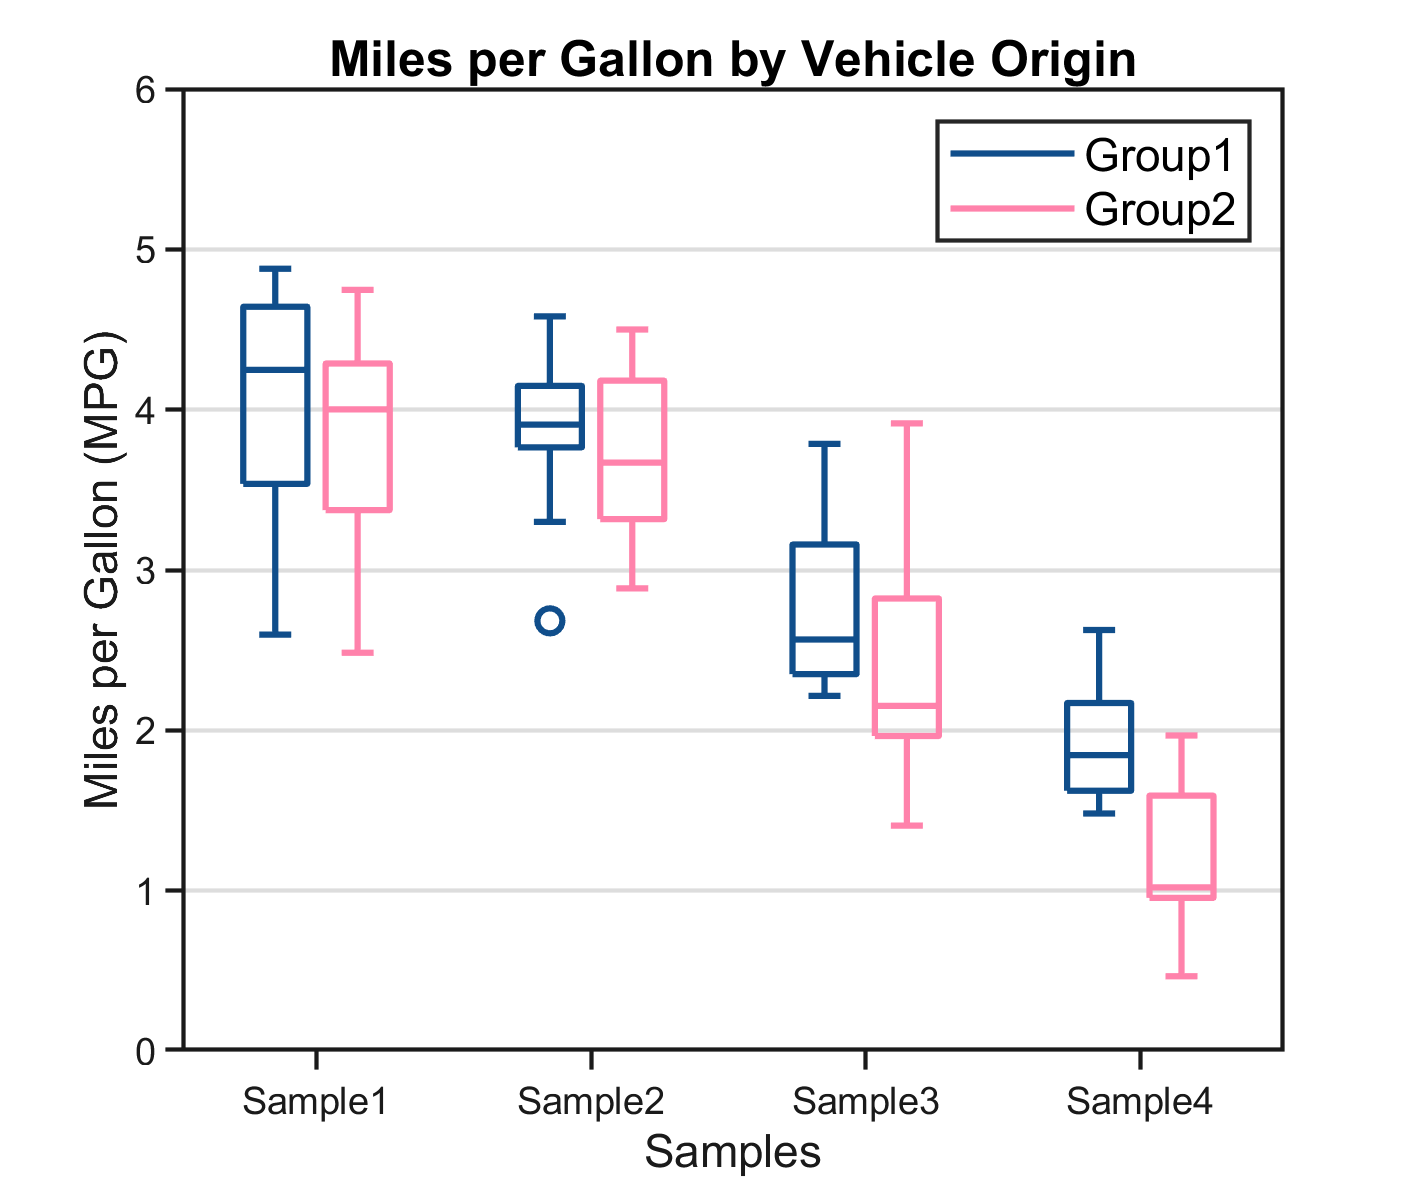 Miles per Gallon by Vehicle Origin
Group1
Group2
Miles per Gallon (MPG)
6
5
4
3
2
1
0
Sample1
Sample2
Sample3
Sample4
Samples